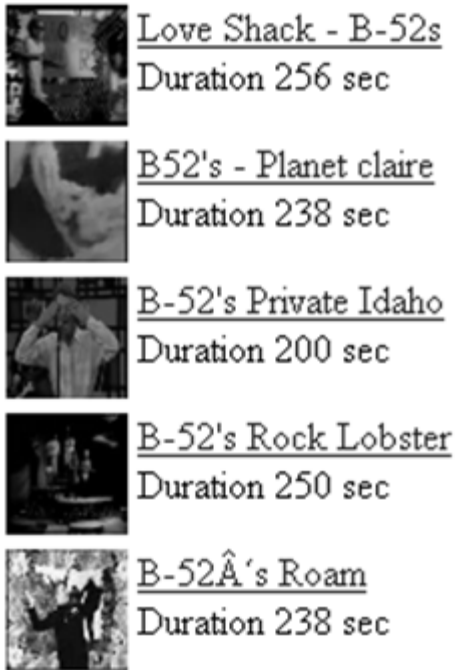 Love Shack - B-52s
Duration 256 sec
B52's - Planet claire
Duration 238 sec
B-52's Private Idaho
Duration 200 sec
B-52's Rock Lobster
Duration 250 sec
B-52Â´s Roam
Duration 238 sec